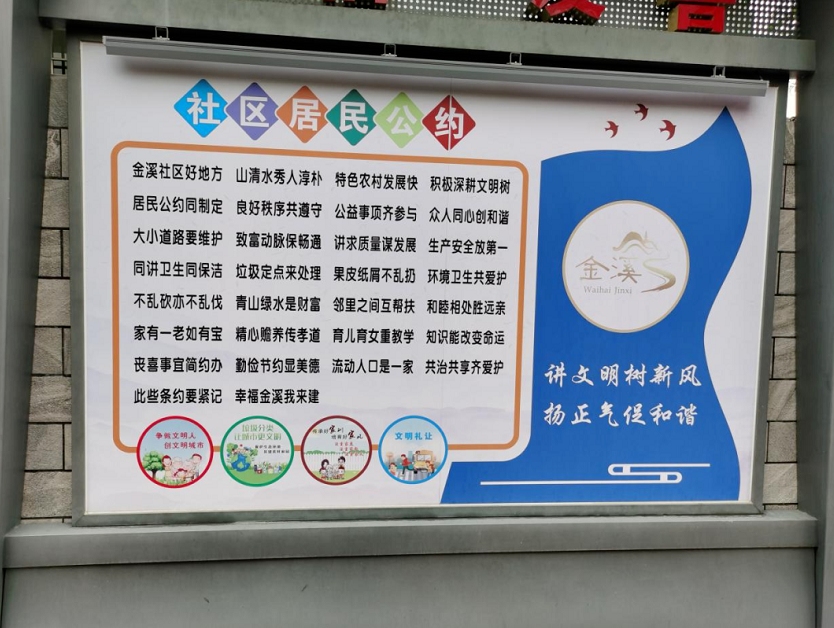 社区居民公约
金溪社区好地方 山清水秀人淳朴 特色农村发展快 积极深耕文明树
居民公约同制定 良好秩序共遵守 公益事项齐参与 众人同心创和谐
大小道路要维护 致富动脉保畅通 讲求质量谋发展 生产安全放第一
同讲卫生同保洁 垃圾定点来处理 果皮纸屑不乱扔 环境卫生共爱护
不乱砍亦不乱伐 青山绿水是财富 邻里之间互帮扶 和睦相处胜远亲
家有一老如有宝 精心赡养传孝道 育儿育女重教学 知识能改变命运
丧喜事宜简约办 勤俭节约显美德 流动人口是一家 共治共享齐爱护
此些条约要紧记 幸福金溪我来建
争做文明人
创文明城市
垃圾分类
让城市更文明
文明礼让
金溪
Waihai Jinxi
讲文明树新风
扬正气促和谐